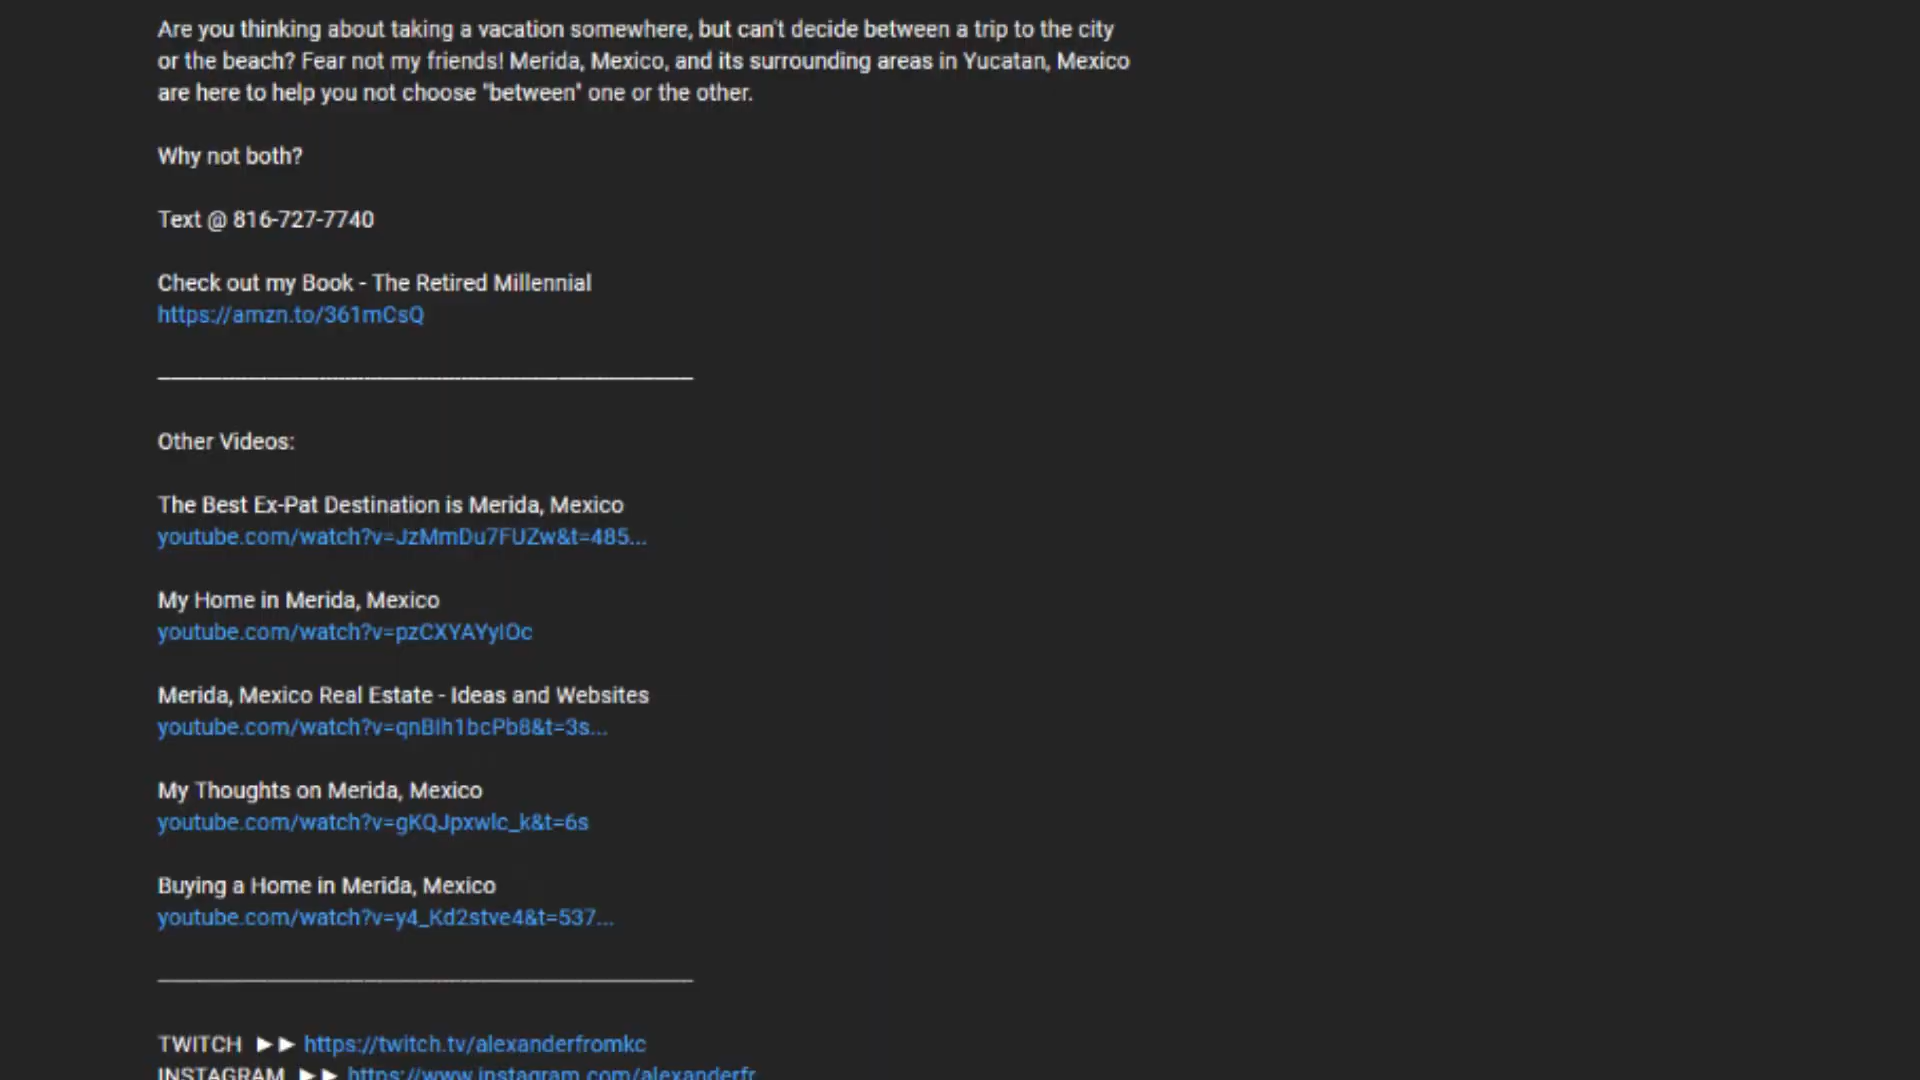 Are you thinking about taking a vacation somewhere, but can't decide between a trip to the city
or the beach? Fear not my friends! Merida, Mexico, and its surrounding areas in Yucatan, Mexico
are here to help you not choose "between" one or the other.
Why not both?
Text @ 816-727-7740
Check out my Book - The Retired Millennial
https://amzn.to/361mCsQ
Other Videos:
The Best Ex-Pat Destination is Merida, Mexico
youtube.com/watch?v=JzMmDu7FUZw&t=485...
My Home in Merida, Mexico
youtube.com/watch?v=pzCXYAYyIOc
Merida, Mexico Real Estate - Ideas and Websites
youtube.com/watch?v=qnBIh1bcPb8&t=3s...
My Thoughts on Merida, Mexico
youtube.com/watch?v=gKQJpxwlc_k&t=6s
Buying a Home in Merida, Mexico
youtube.com/watch?v=y4_Kd2stve4&t=537...
TWITCH ►► https://twitch.tv/alexanderfromkc
INSTAGRAM ►► https://www.instagram.com/alexanderfr